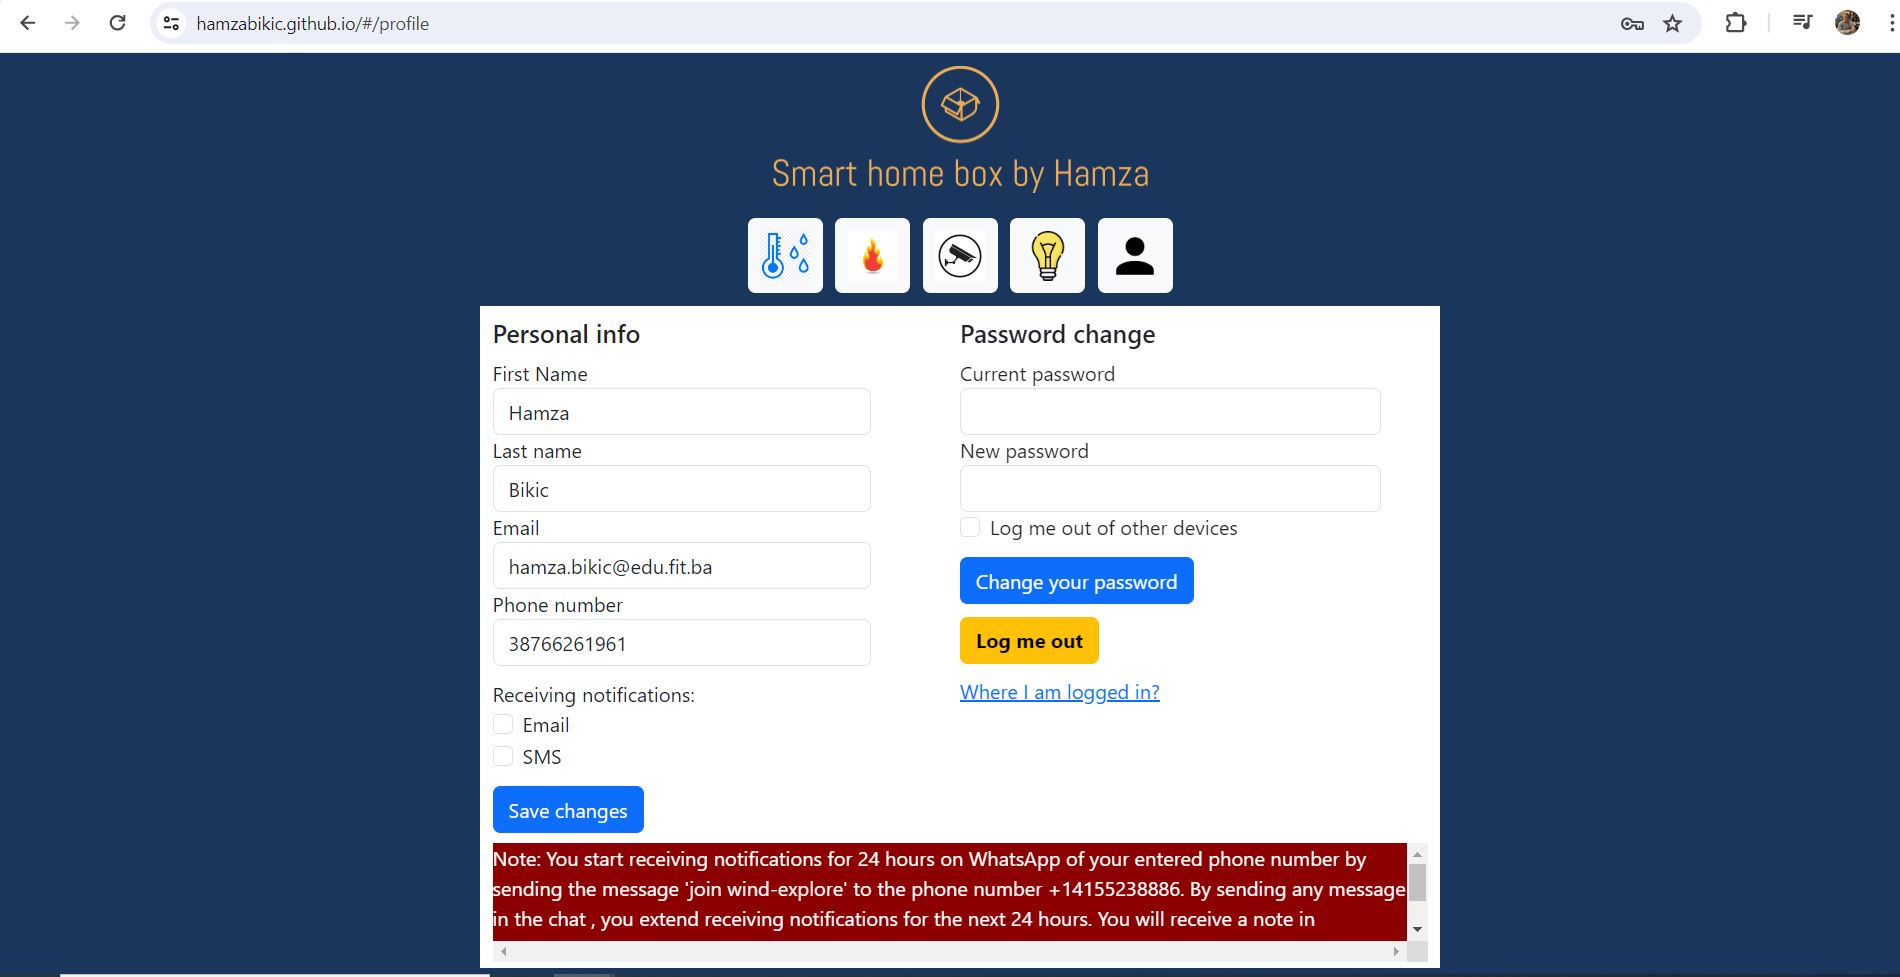 hamzabikic.github.io/#/profile
Smart home box by Hamza
Personal info
First Name
Hamza
Last name
Bikic
Email
hamza.bikic@edu.fit.ba
Phone number
38766261961
Receiving notifications:
Email
SMS
Save changes
Password change
Current password
New password
Log me out of other devices
Change your password
Log me out
Where I am logged in?
Note: You start receiving notifications for 24 hours on WhatsApp of your entered phone number by
sending the message 'join wind-explore' to the phone number +14155238886. By sending any message
in the chat , you extend receiving notifications for the next 24 hours. You will receive a note in